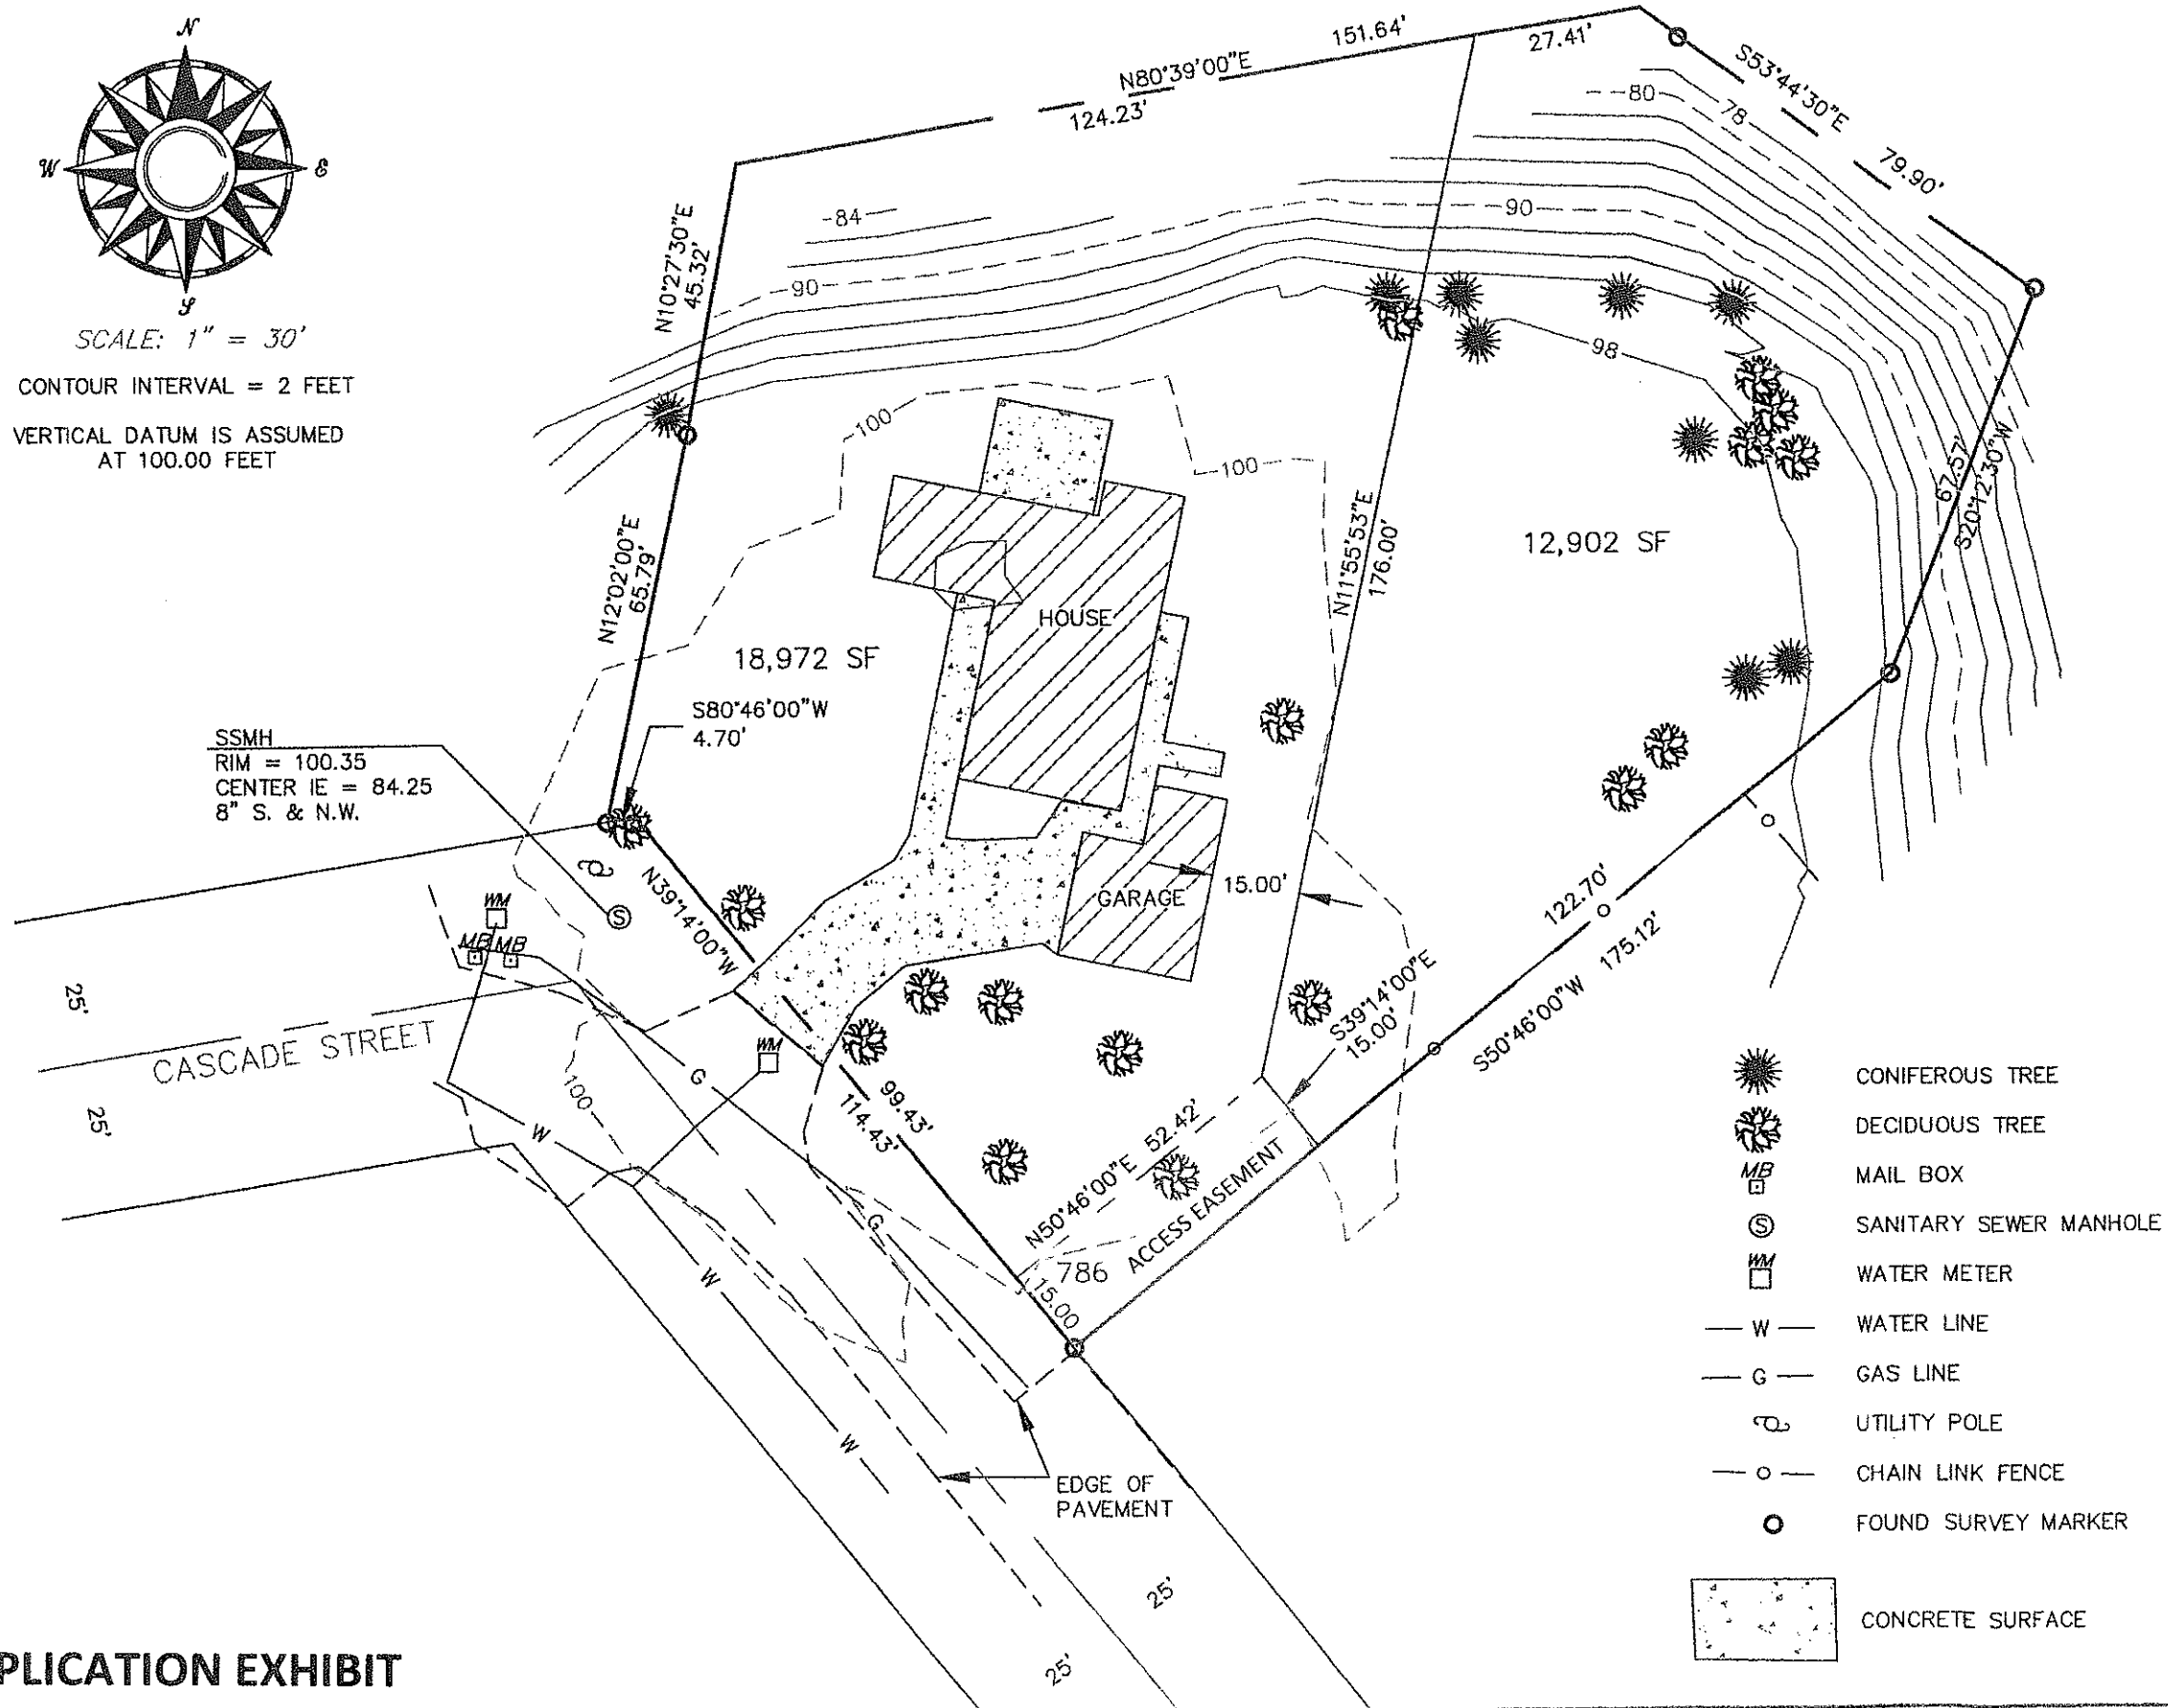 N
W
E
S
SCALE: 1" = 30'
CONTOUR INTERVAL = 2 FEET
VERTICAL DATUM IS ASSUMED
AT 100.00 FEET
151.64'
27.41'
N80°39'00"E
124.23'
S53°44'30"E
79.90'
80
78
84
90
90
98
N10°27'30"E
45.32'
100
100
N12°02'00"E
65.79'
N11°55'53"E
176.00'
67.57'
S20°12'30"W
12,902 SF
HOUSE
18,972 SF
S80°46'00"W
4.70'
SSMH
RIM = 100.35
CENTER IE = 84.25
8" S. & N.W.
S
N39°14'00"W
GARAGE
15.00'
122.70'
S50°46'00"W 175.12'
S39°14'00"E
15.00'
WM
MB
MB
25'
CASCADE STREET
25'
WM
G
100
W
99.43'
114.43'
N50°46'00"E 52.42'
ACCESS EASEMENT
786
15.00
G
W
W
EDGE OF
PAVEMENT
25'
25'
CONIFEROUS TREE
DECIDUOUS TREE
MB
MAIL BOX
S
SANITARY SEWER MANHOLE
WM
WATER METER
W
WATER LINE
G
GAS LINE
UTILITY POLE
CHAIN LINK FENCE
FOUND SURVEY MARKER
CONCRETE SURFACE
PLICATION EXHIBIT